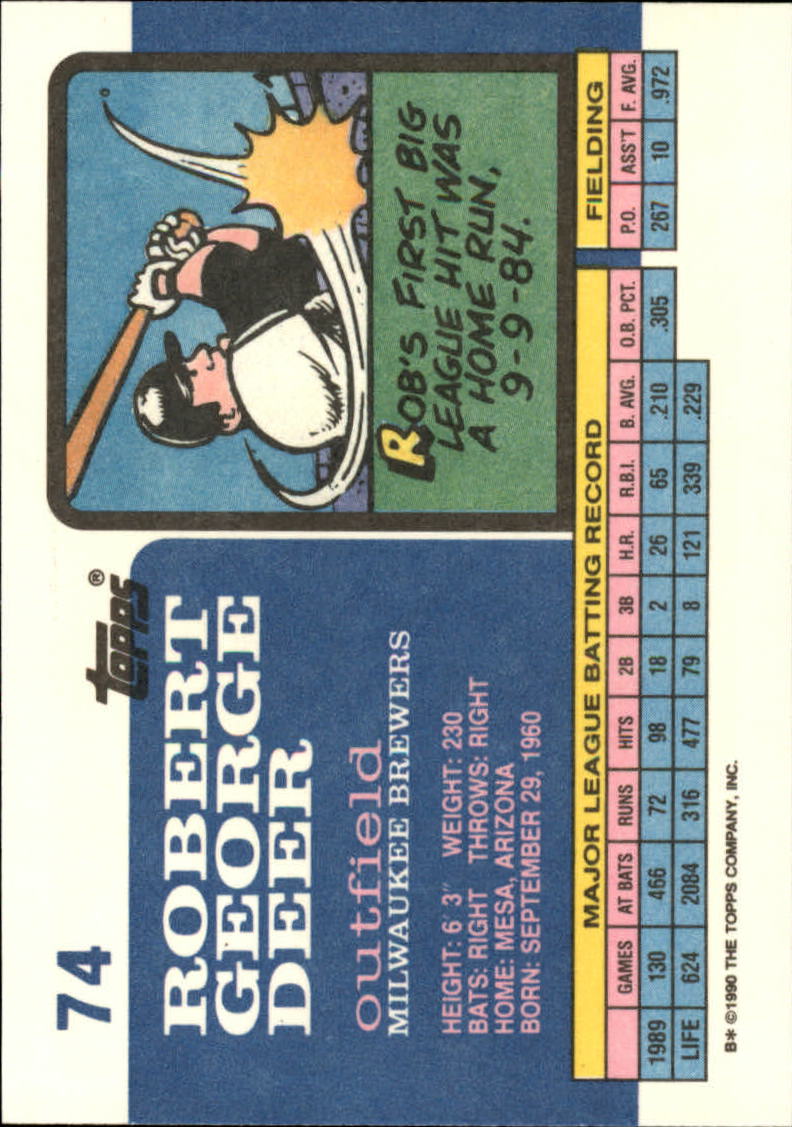 74
Topps®
ROBERT
GEORGE
DEER
outfield
MILWAUKEE BREWERS
HEIGHT: 6' 3" WEIGHT: 230
BATS: RIGHT THROWS: RIGHT
HOME: MESA, ARIZONA
BORN: SEPTEMBER 29, 1960
ROB'S FIRST BIG
LEAGUE HIT WAS
A HOME RUN,
9-9-84.
MAJOR LEAGUE BATTING RECORD FIELDING
GAMES AT BATS RUNS HITS 2B 3B H.R. R.B.I. B. AVG. O.B. PCT. P.O. ASS'T F. AVG.
1989 130 466 72 98 18 2 26 65 .210 .305 267 10 .972
LIFE 624 2084 316 477 79 8 121 339 .229
B* ©1990 THE TOPPS COMPANY, INC.